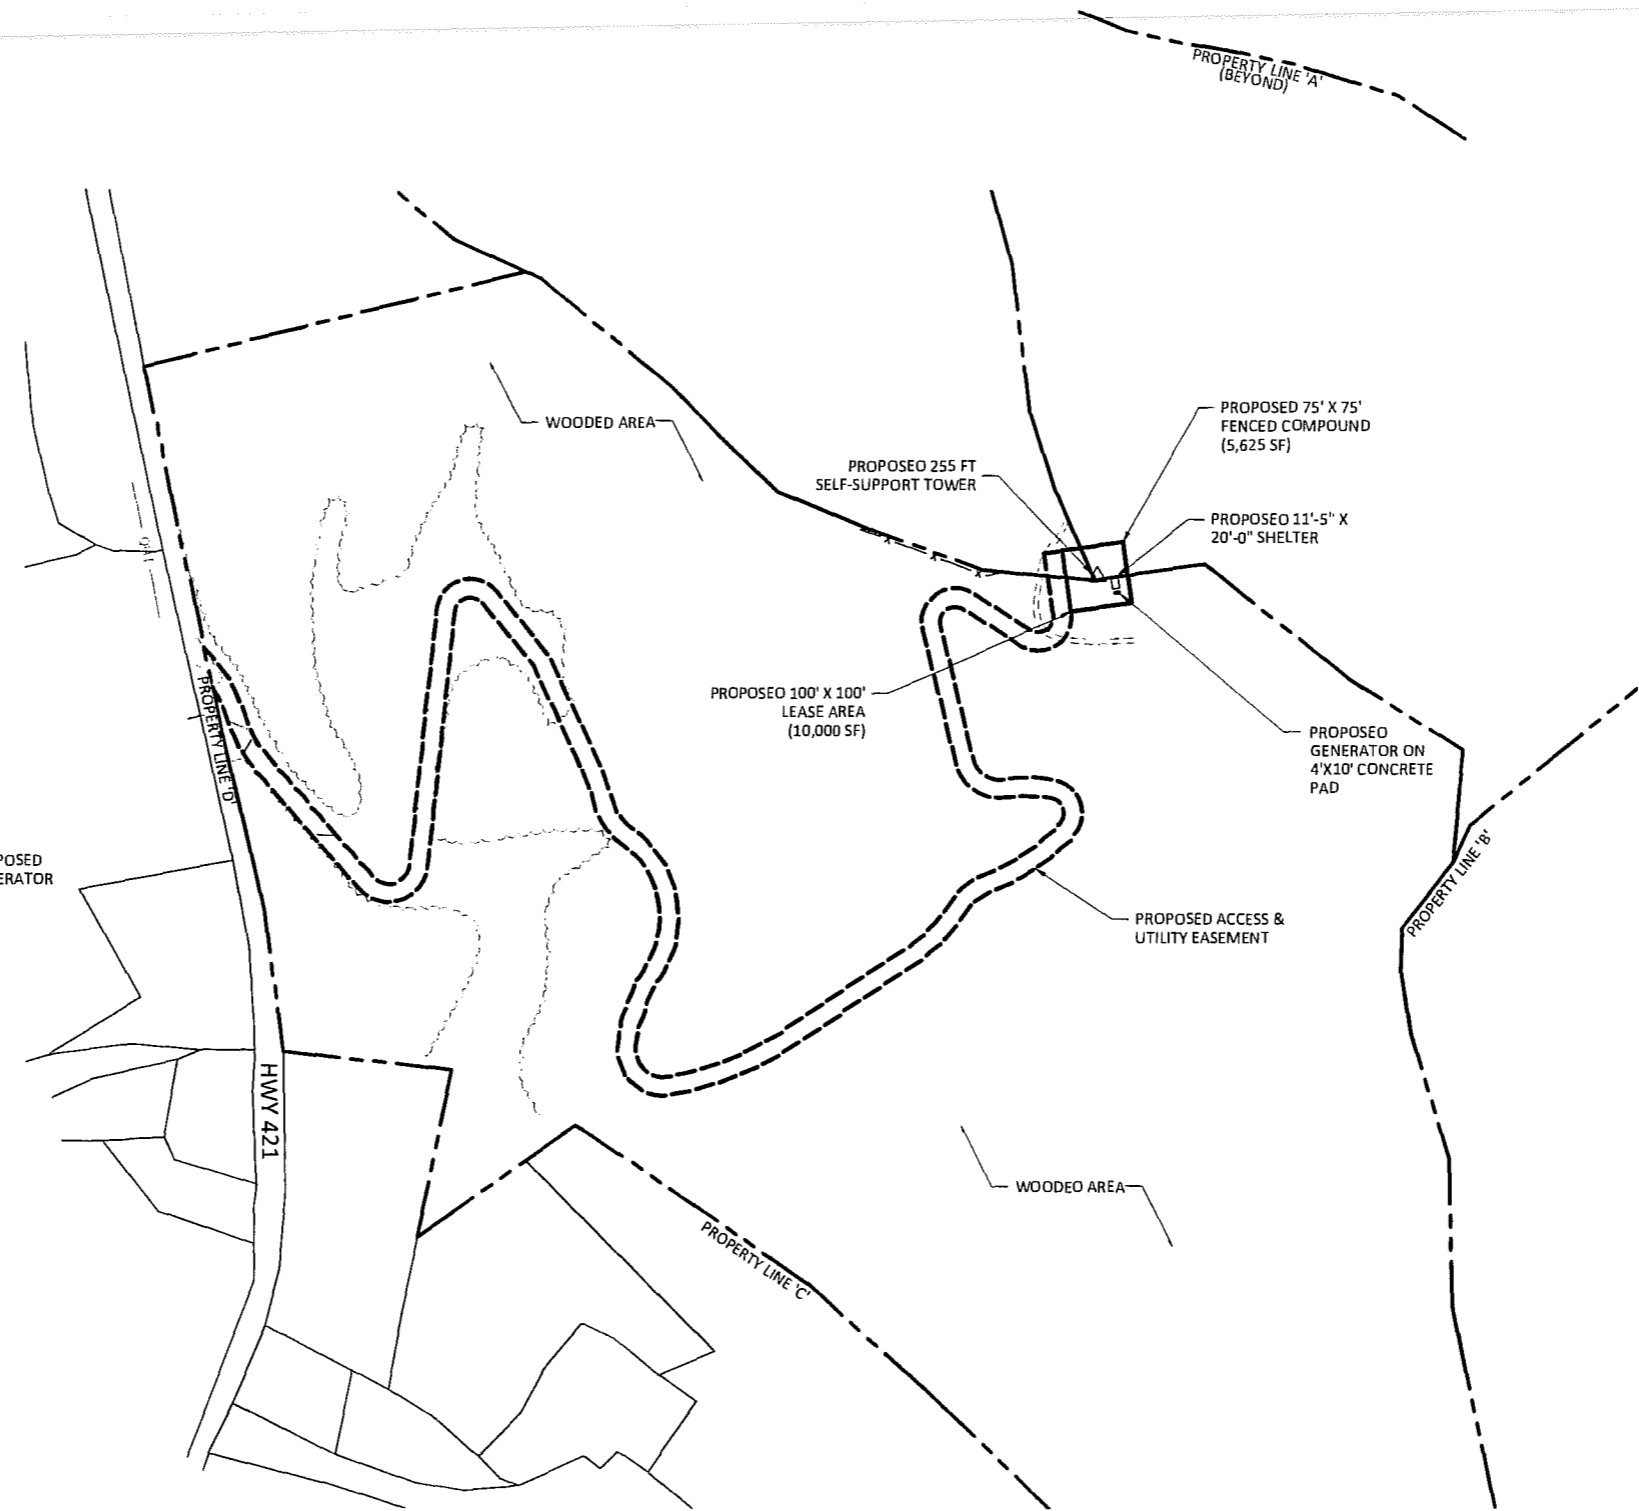 PROPERTY LINE 'A'
(BEYOND)
WOODED AREA
PROPOSED 75' X 75'
FENCED COMPOUND
(5,625 SF)
PROPOSEO 255 FT
SELF-SUPPORT TOWER
PROPOSEO 11'-5" X
20'-0" SHELTER
PROPOSEO 100' X 100'
LEASE AREA
(10,000 SF)
PROPOSEO
GENERATOR ON
4'X10' CONCRETE
PAD
PROPERTY LINE 'D'
POSED
ERATOR
PROPERTY LINE 'B'
PROPOSED ACCESS &
UTILITY EASEMENT
HWY 421
WOODEO AREA
PROPERTY LINE 'C'